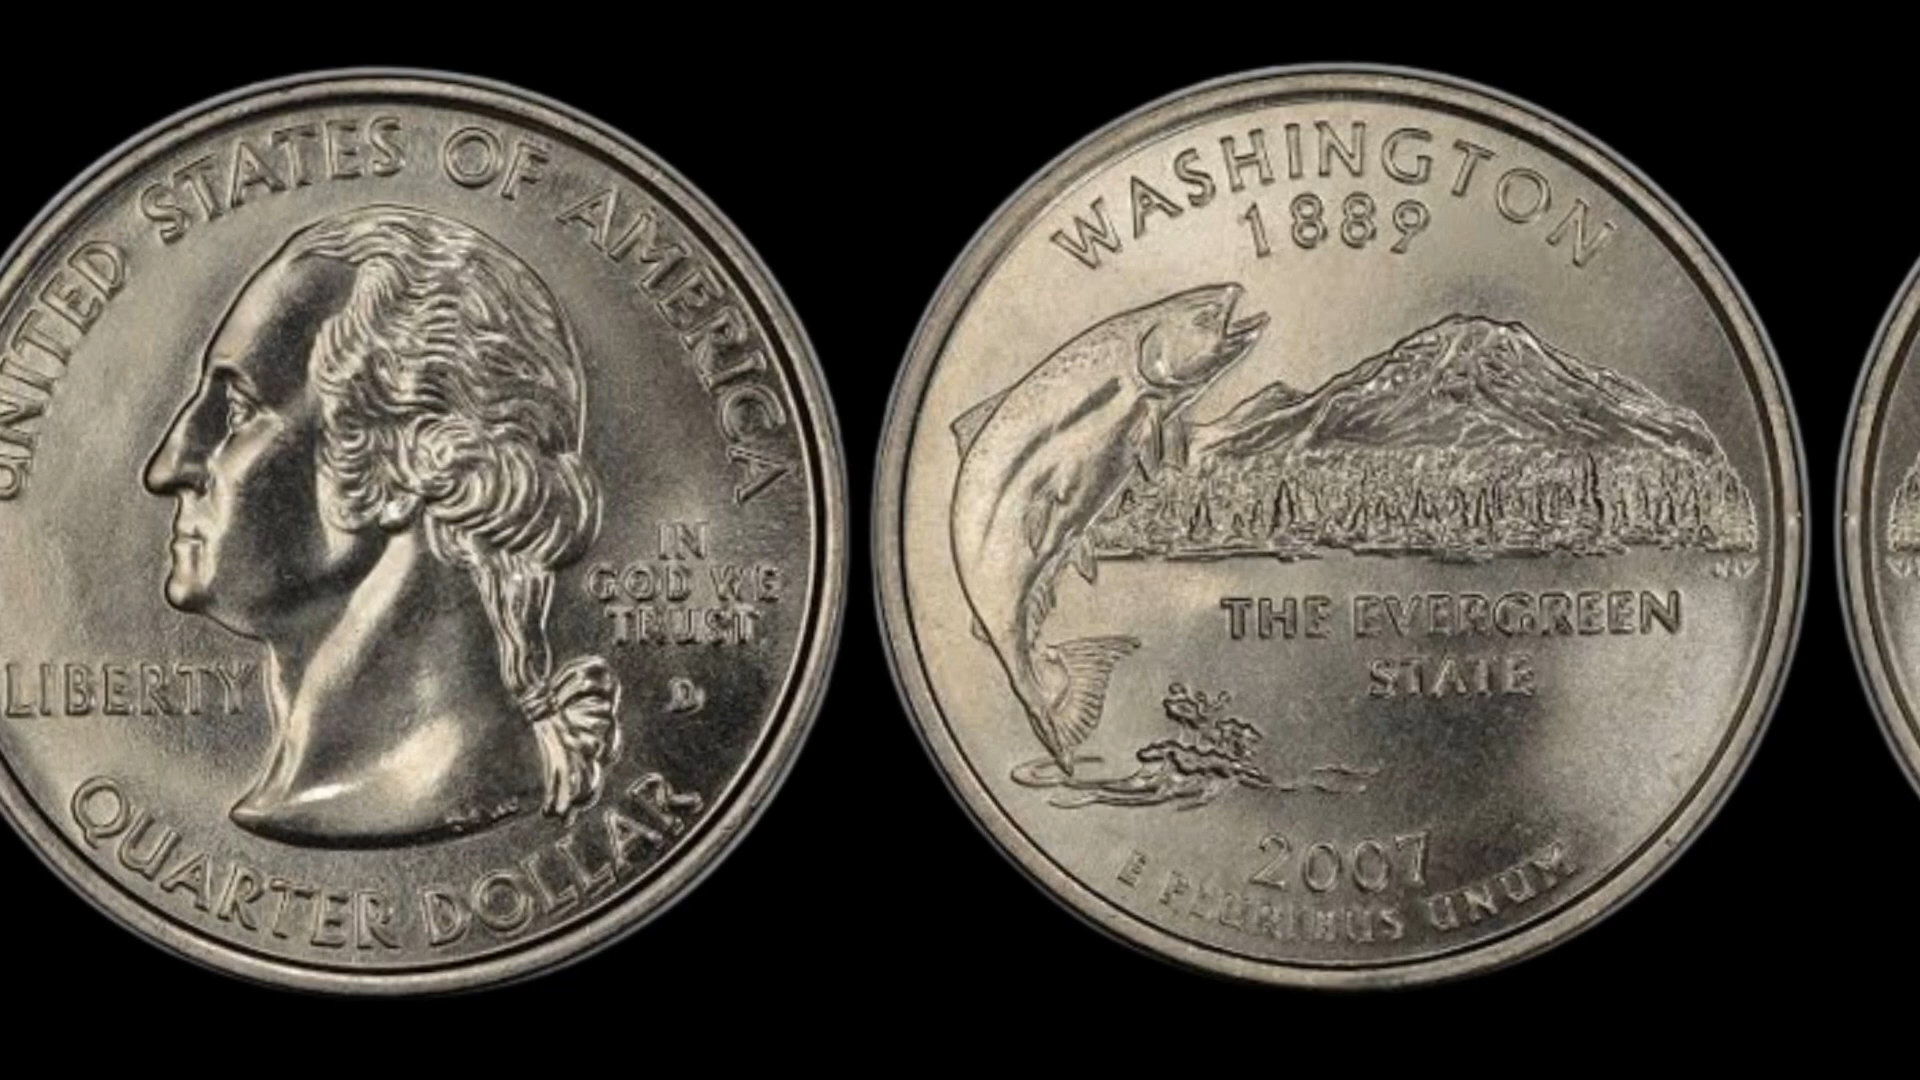 UNITED STATES OF AMERICA
IN
GOD WE
TRUST
LIBERTY
D
QUARTER DOLLAR
WASHINGTON
1889
THE EVERGREEN
STATE
2007
E PLURIBUS UNUM